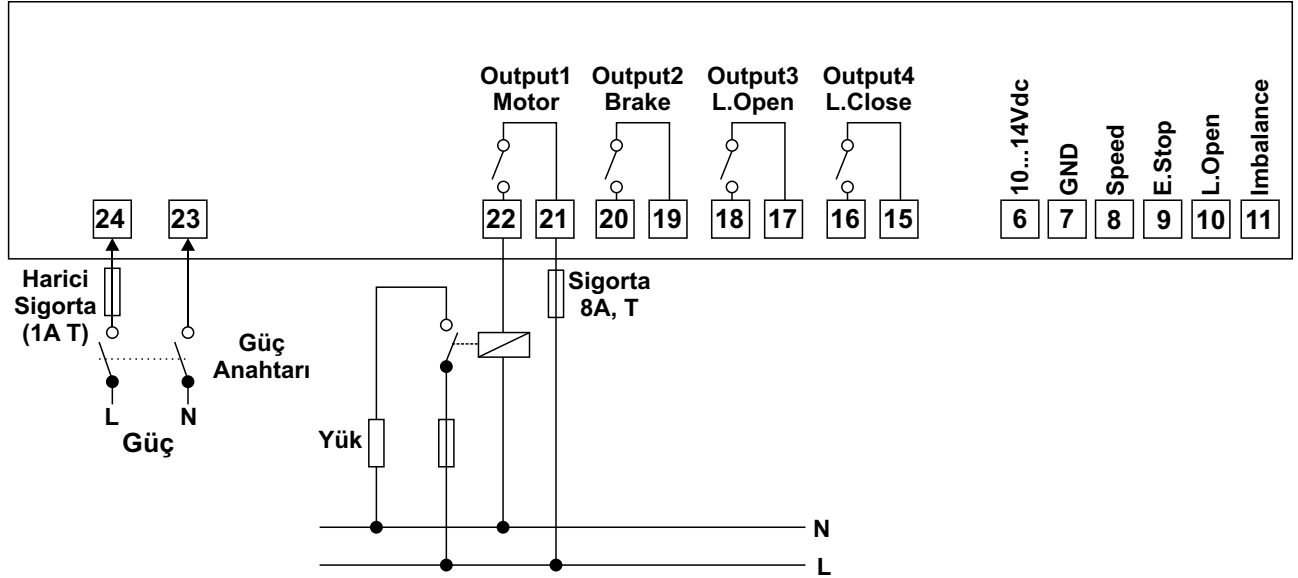 Output1
Motor
Output2
Brake
Output3
L.Open
Output4
L.Close
10...14Vdc
GND
Speed
E.Stop
L.Open
Imbalance
24
23
22
21
20
19
18
17
16
15
6
7
8
9
10
11
Harici
Sigorta
(1A T)
Güç
Anahtarı
L
N
Güç
Sigorta
8A, T
Yük
N
L